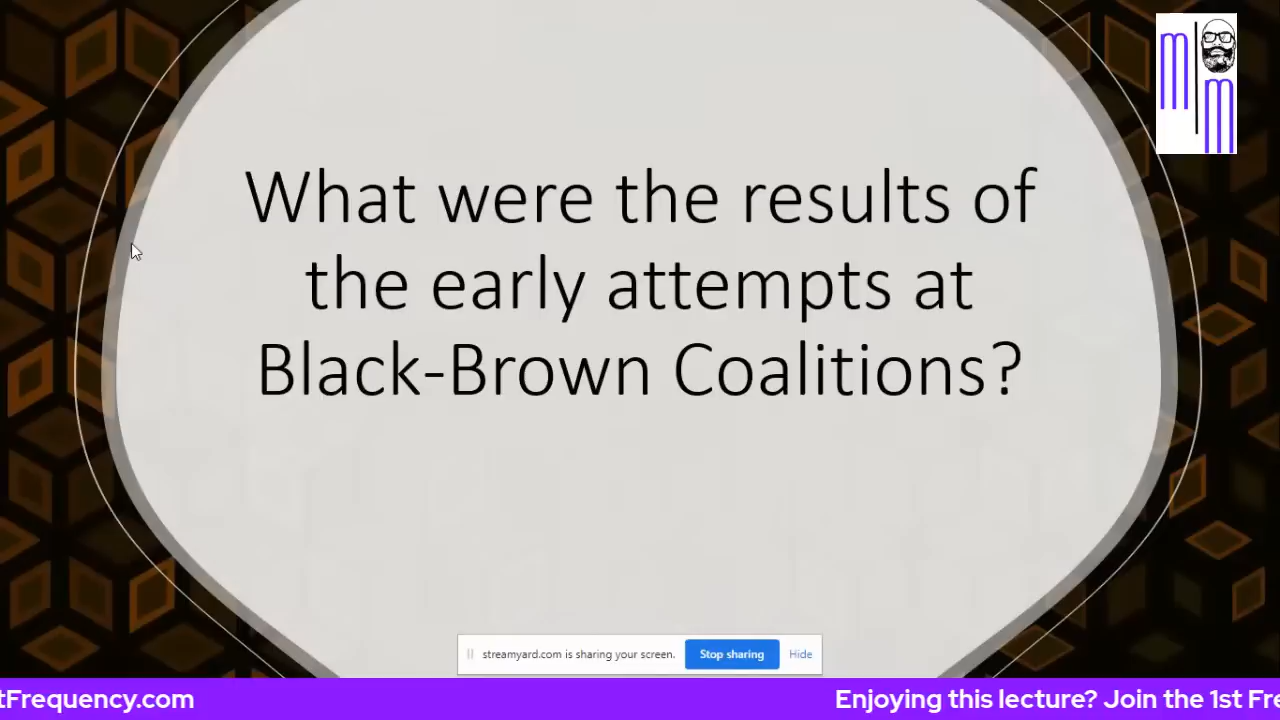 What were the results of
the early attempts at
Black-Brown Coalitions?
streamyard.com is sharing your screen.
Stop sharing
Hide
tFrequency.com
Enjoying this lecture? Join the 1st Fre